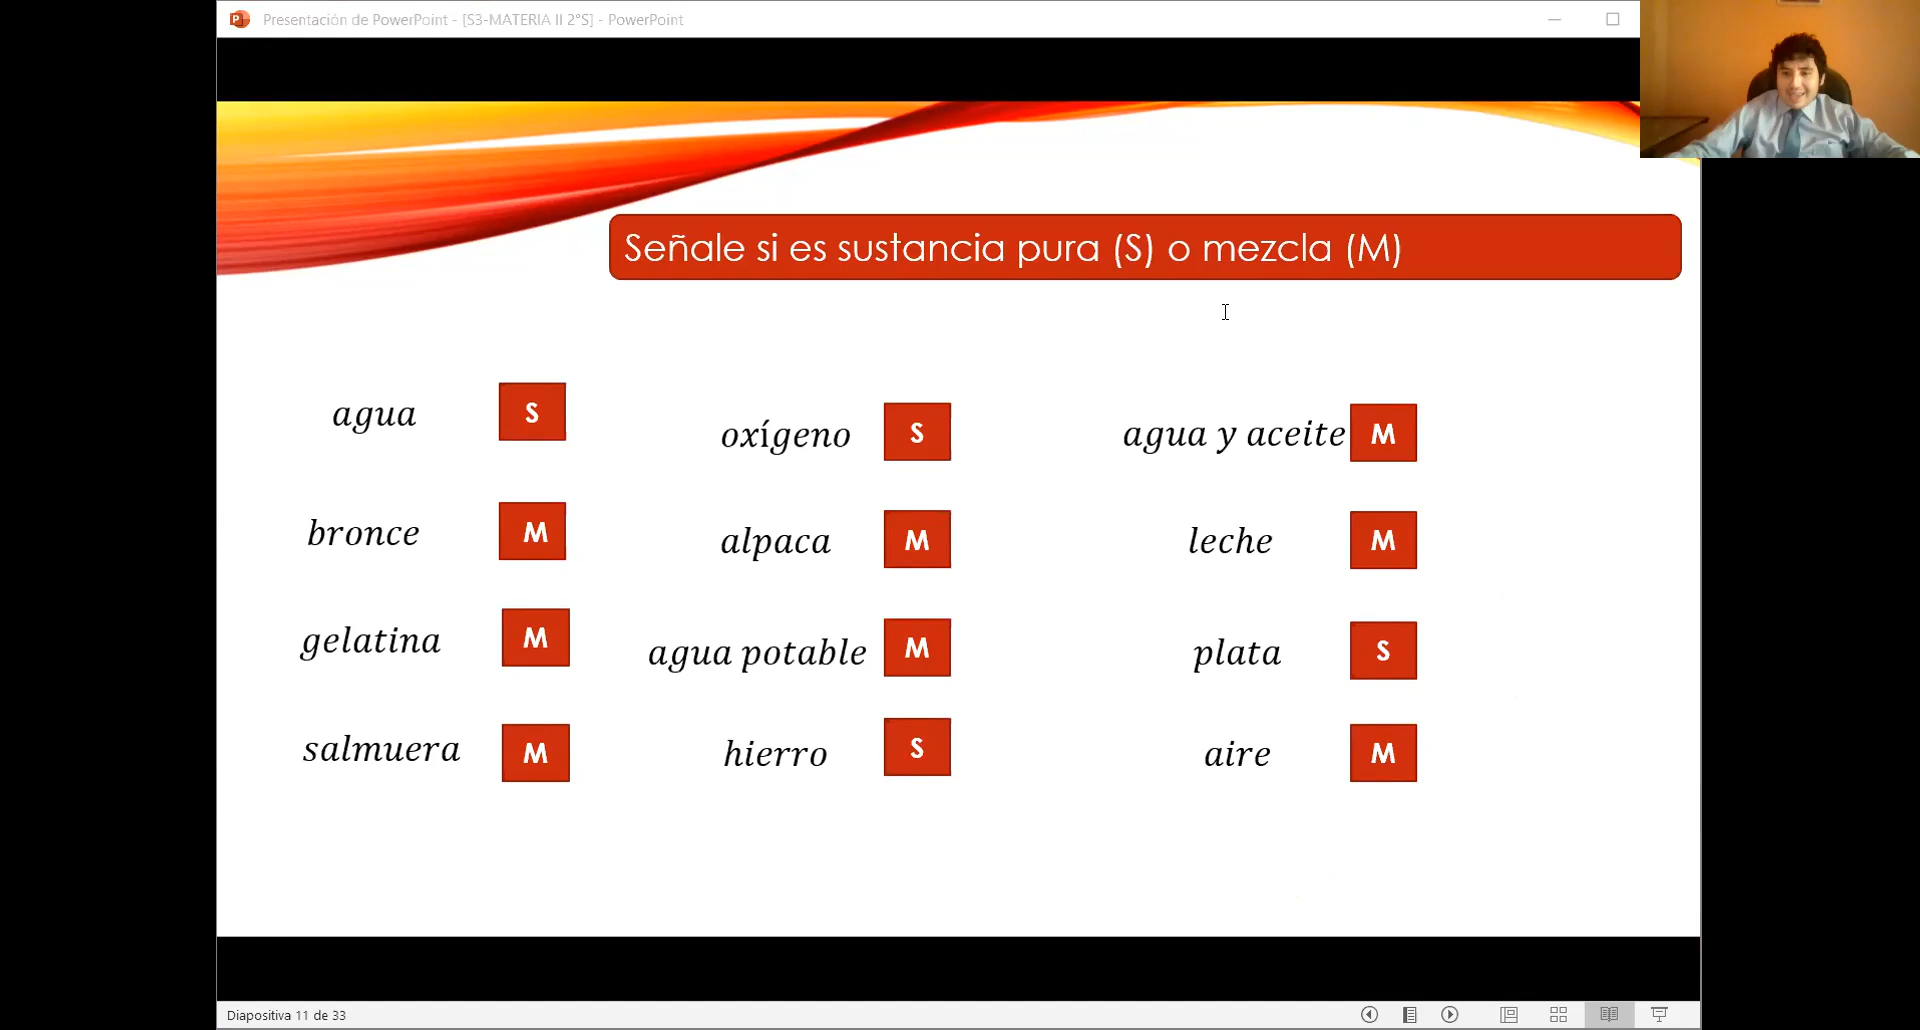 Presentación de PowerPoint - [S3-MATERIA II 2°S] - PowerPoint
Señale si es sustancia pura (S) o mezcla (M)
agua S
oxígeno S
agua y aceite M
bronce M
alpaca M
leche M
gelatina M
agua potable M
plata S
salmuera M
hierro S
aire M
Diapositiva 11 de 33